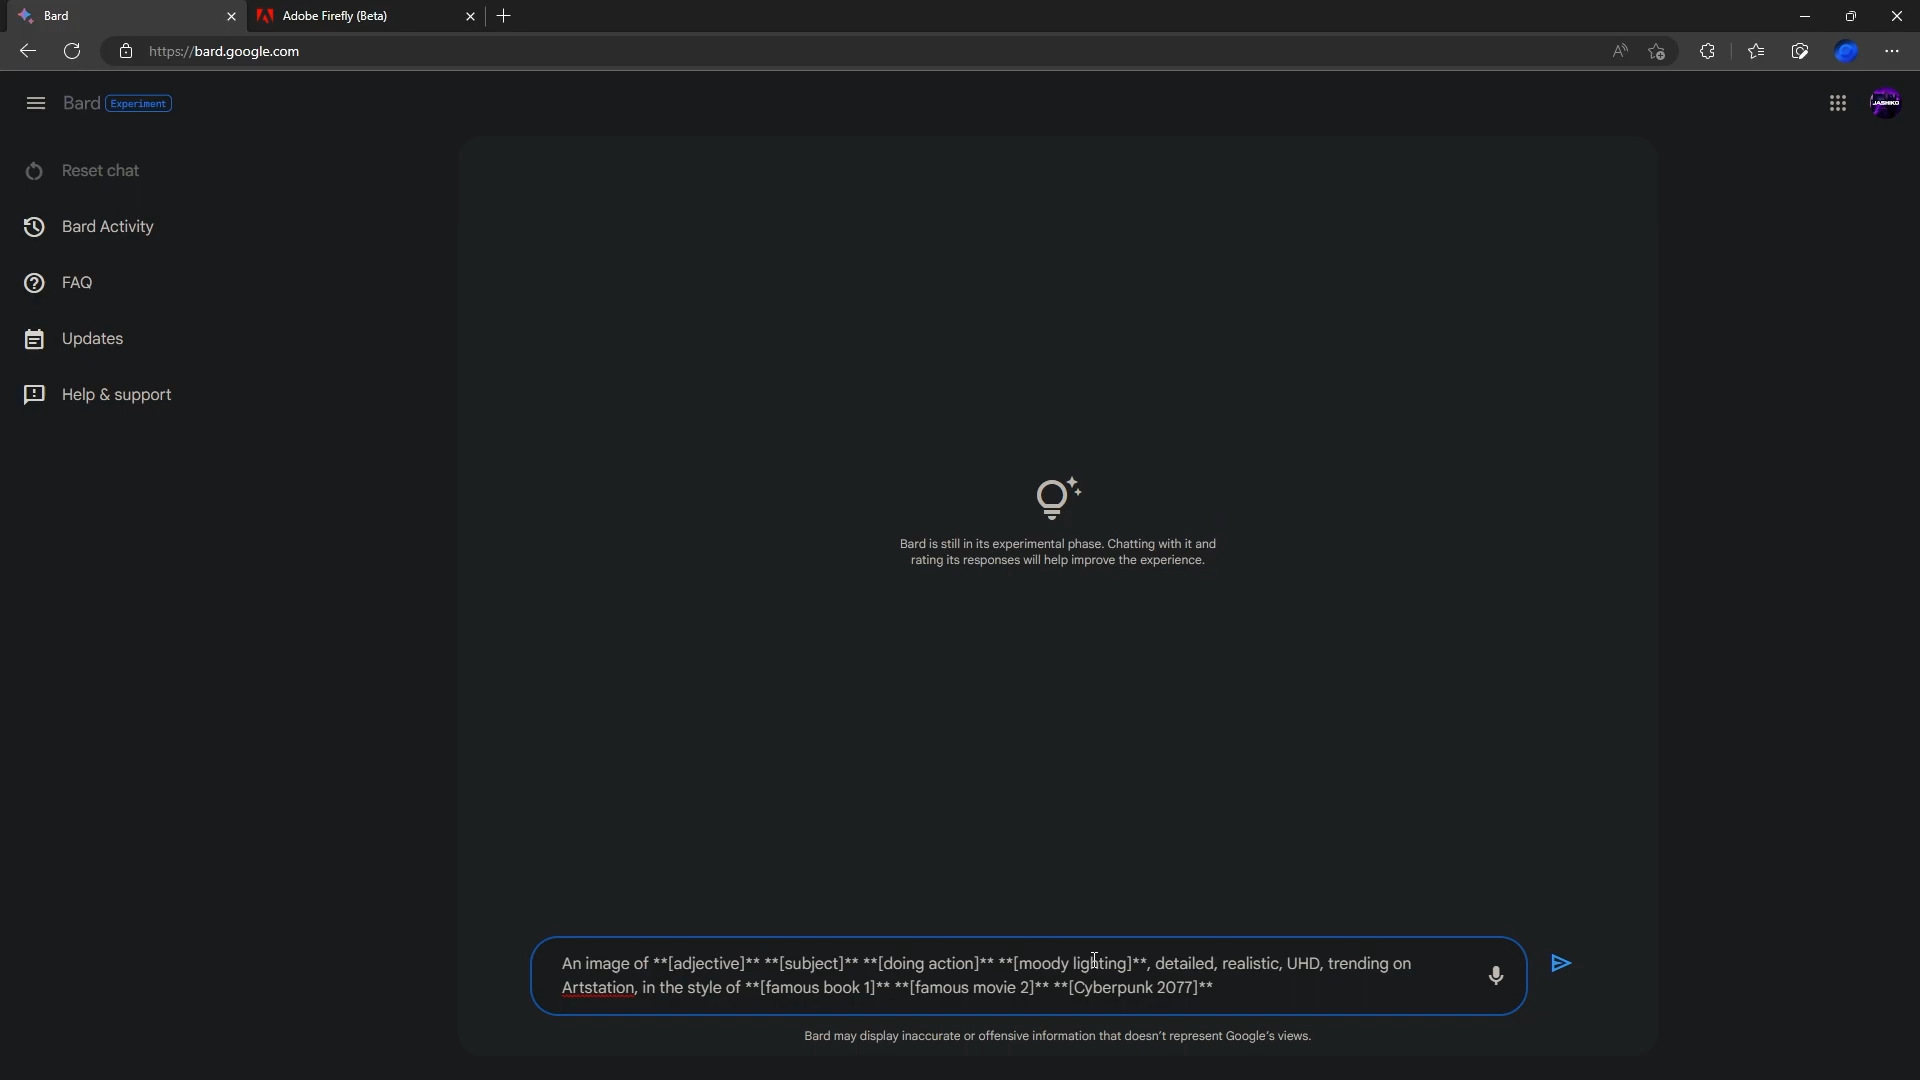 Bard
Adobe Firefly (Beta)
https://bard.google.com
Bard Experiment
JASHIKO
Reset chat
Bard Activity
FAQ
Updates
Help & support
Bard is still in its experimental phase. Chatting with it and
rating its responses will help improve the experience.
An image of **[adjective]** **[subject]** **[doing action]** **[moody lighting]**, detailed, realistic, UHD, trending on
Artstation, in the style of **[famous book 1]** **[famous movie 2]** **[Cyberpunk 2077]**
Bard may display inaccurate or offensive information that doesn't represent Google's views.